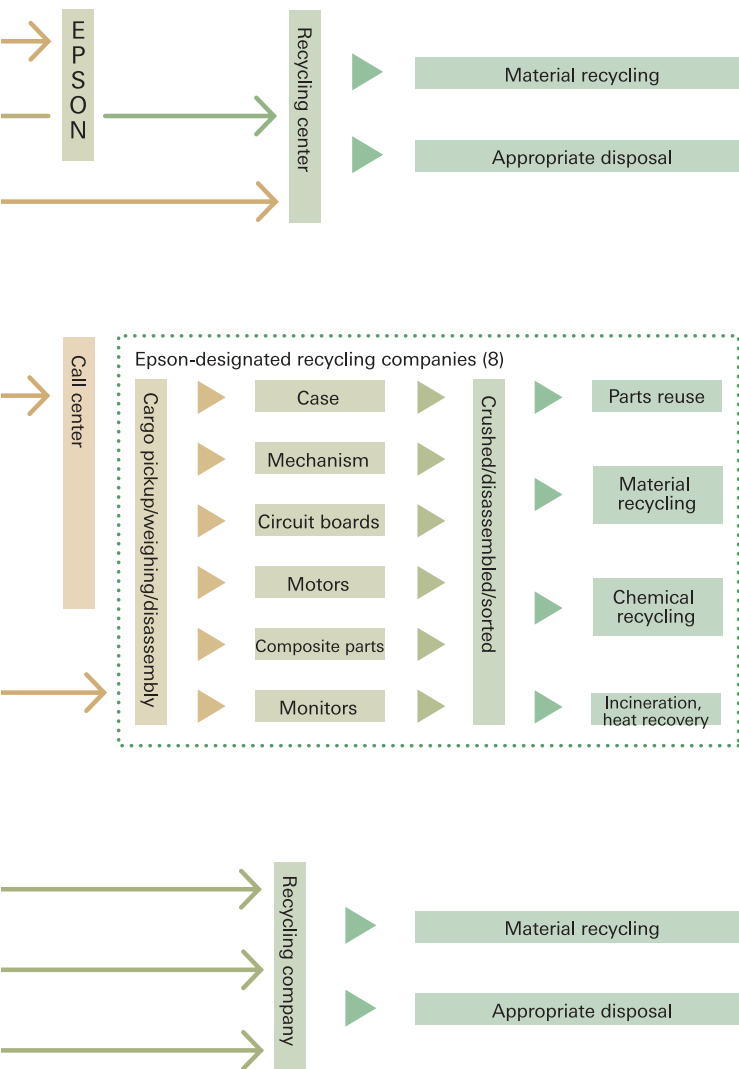 EPSON
Recycling center
Material recycling
Appropriate disposal
Call center
Epson-designated recycling companies (8)
Cargo pickup/weighing/disassembly
Case
Mechanism
Circuit boards
Motors
Composite parts
Monitors
Crushed/disassembled/sorted
Parts reuse
Material
recycling
Chemical
recycling
Incineration,
heat recovery
Recycling company
Material recycling
Appropriate disposal